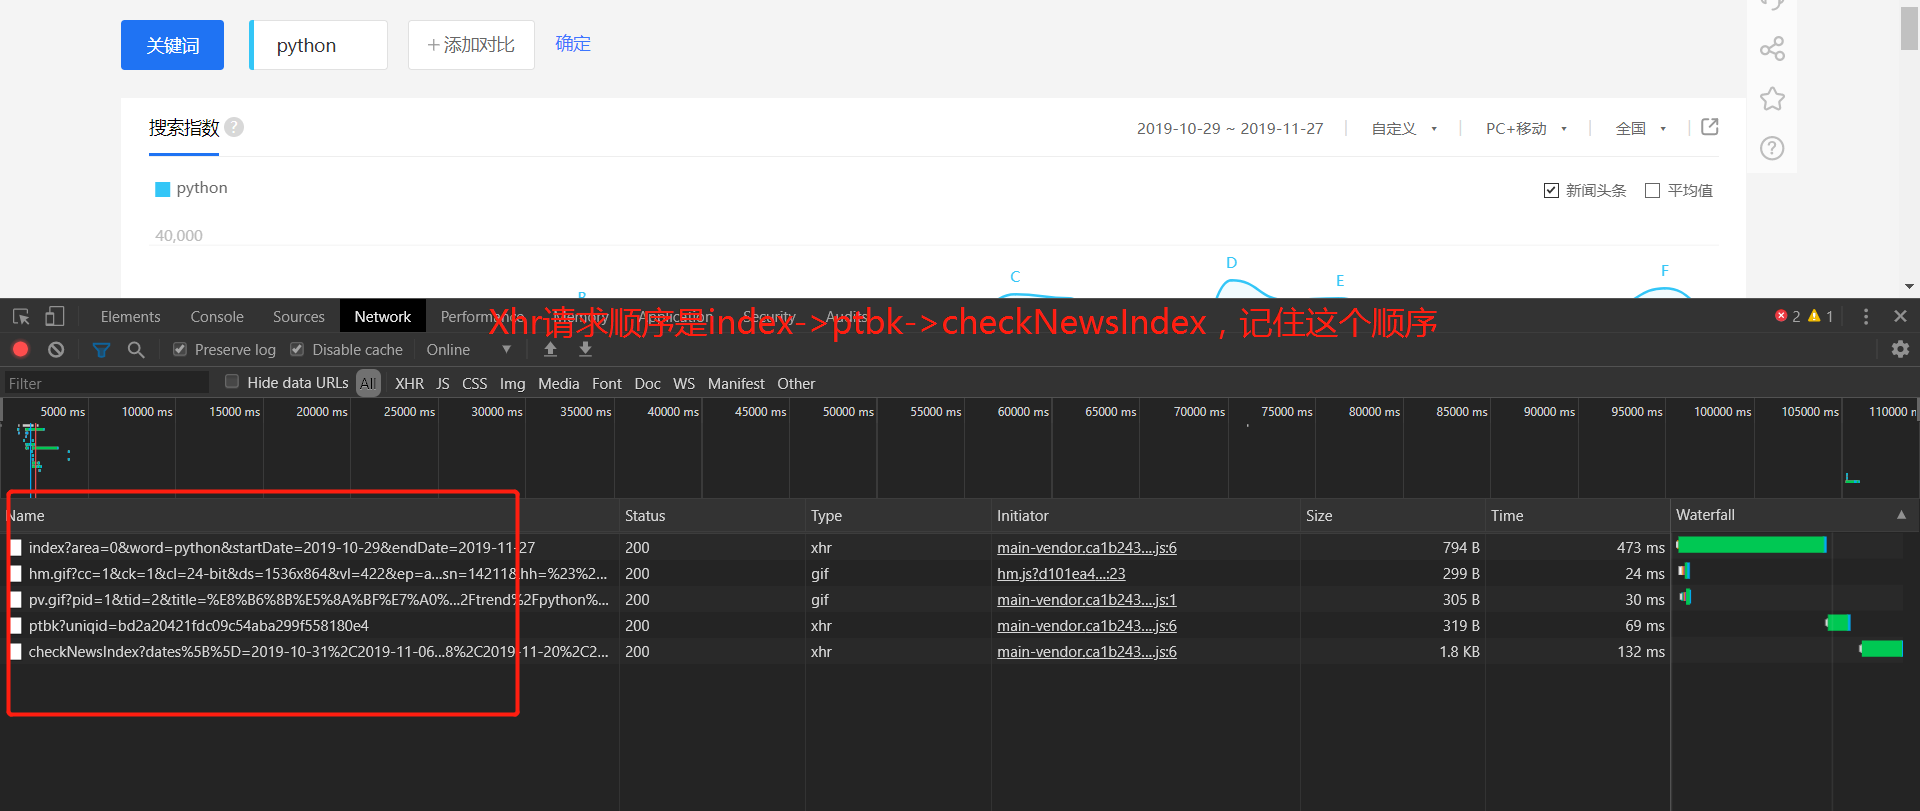 关键词 python +添加对比 确定
搜索指数 ? 2019-10-29 ~ 2019-11-27 自定义 PC+移动 全国
python 新闻头条 平均值
40,000
B C D E F
Elements Console Sources Network Performance Memory Application Security Audits 2 1
Xhr请求顺序是index->ptbk->checkNewsIndex，记住这个顺序
Preserve log Disable cache Online
Filter Hide data URLs All XHR JS CSS Img Media Font Doc WS Manifest Other
5000 ms 10000 ms 15000 ms 20000 ms 25000 ms 30000 ms 35000 ms 40000 ms 45000 ms 50000 ms 55000 ms 60000 ms 65000 ms 70000 ms 75000 ms 80000 ms 85000 ms 90000 ms 95000 ms 100000 ms 105000 ms 110000 m
Name Status Type Initiator Size Time Waterfall
index?area=0&word=python&startDate=2019-10-29&endDate=2019-11-27 200 xhr main-vendor.ca1b243....js:6 794 B 473 ms
hm.gif?cc=1&ck=1&cl=24-bit&ds=1536x864&vl=422&ep=a...sn=14211&hh=%23%2... 200 gif hm.js?d101ea4...:23 299 B 24 ms
pv.gif?pid=1&tid=2&title=%E8%B6%8B%E5%8A%BF%E7%A0%...2Ftrend%2Fpython%... 200 gif main-vendor.ca1b243....js:1 305 B 30 ms
ptbk?uniqid=bd2a20421fdc09c54aba299f558180e4 200 xhr main-vendor.ca1b243....js:6 319 B 69 ms
checkNewsIndex?dates%5B%5D=2019-10-31%2C2019-11-06...8%2C2019-11-20%2C2... 200 xhr main-vendor.ca1b243....js:6 1.8 KB 132 ms